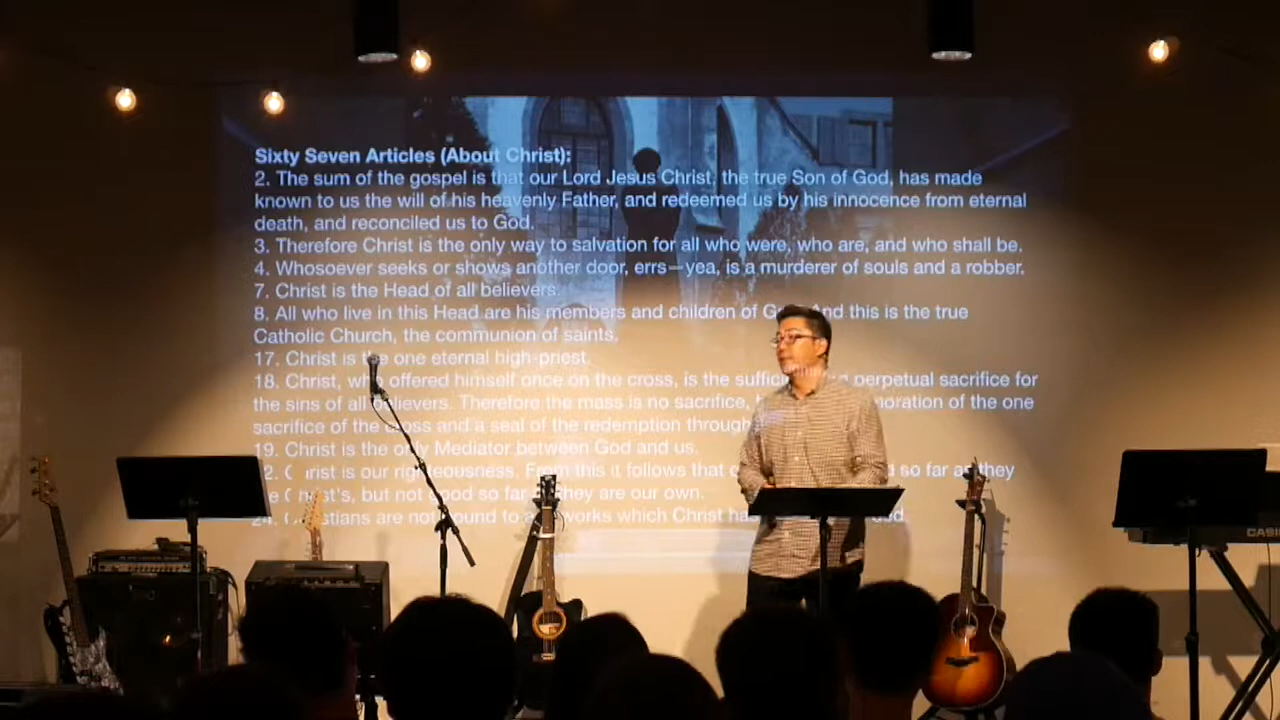 Sixty Seven Articles (About Christ):
2. The sum of the gospel is that our Lord Jesus Christ, the true Son of God, has made
known to us the will of his heavenly Father, and redeemed us by his innocence from eternal
death, and reconciled us to God.
3. Therefore Christ is the only way to salvation for all who were, who are, and who shall be.
4. Whosoever seeks or shows another door, errs—yea, is a murderer of souls and a robber.
7. Christ is the Head of all believers.
8. All who live in this Head are his members and children of God. And this is the true
Catholic Church, the communion of saints.
17. Christ is the one eternal high-priest.
18. Christ, who offered himself once on the cross, is the perpetual sacrifice for
the sins of all believers. Therefore the mass is no sacrifice, of the one
sacrifice of the cross and a seal of the redemption through
19. Christ is the only Mediator between God and us.
Christ is our righteousness. From this it follows that so far as they
Christ's, but not good so far as they are our own.
24. Christians are not bound to works which Christ